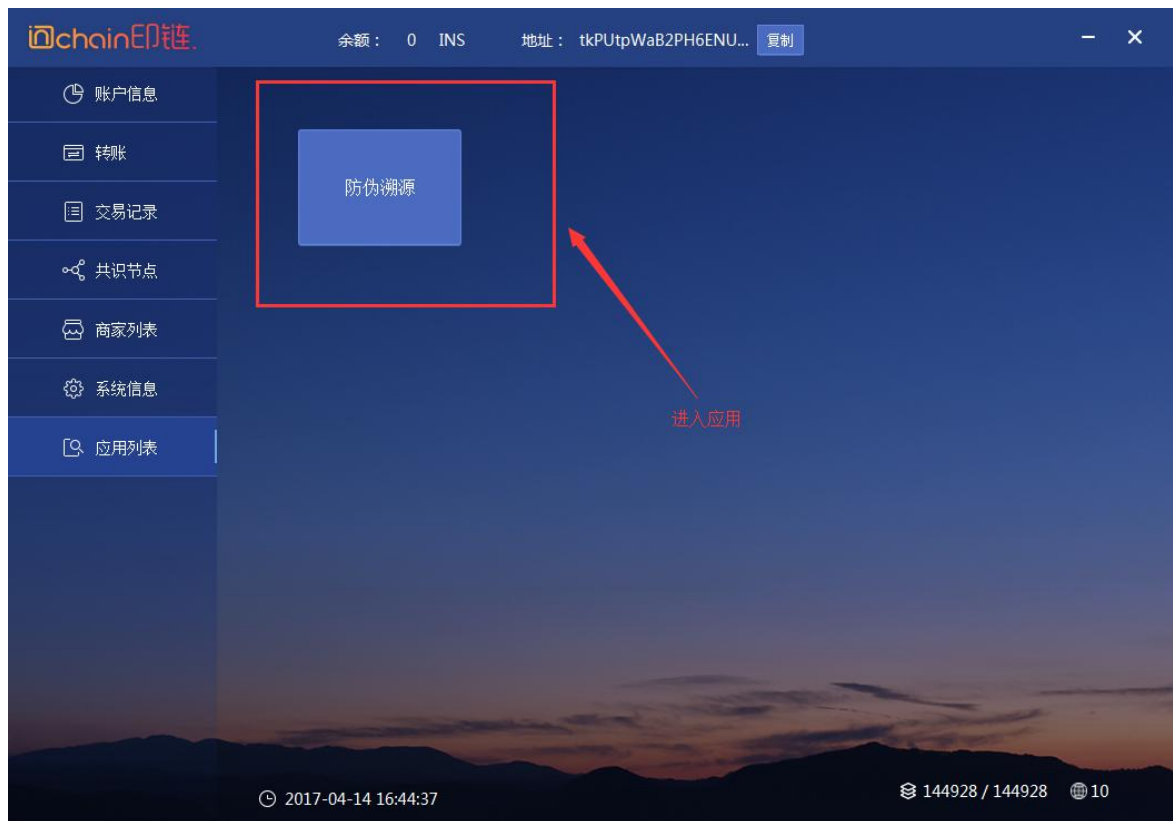 inchain印链.
余额： 0 INS 地址： tkPUtpWaB2PH6ENU... 复制
账户信息
转账
交易记录
共识节点
商家列表
系统信息
应用列表
防伪溯源
进入应用
2017-04-14 16:44:37
144928 / 144928 10